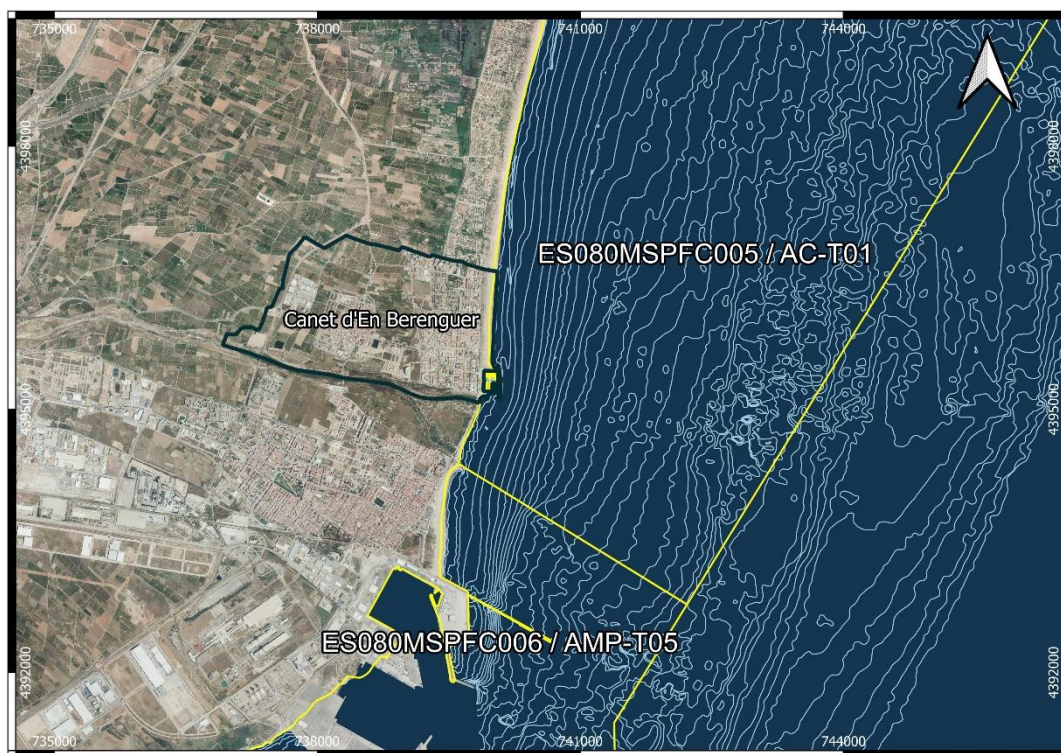 735000 738000 741000 744000
4398000 4398000
ES080MSPFC005 / AC-T01
Canet d'En Berenguer
4395000 4395000
ES080MSPFC006 / AMP-T05
4392000 4392000
735000 738000 741000 744000